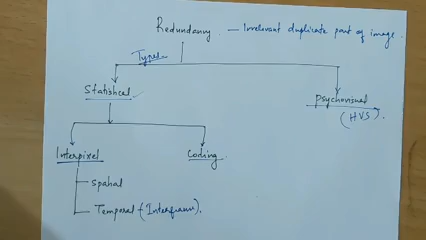 Redundancy — Irrelevant duplicate part of image.
Types
Statistical
Psychovisual
(HVS).
Interpixel
Coding
Spatial
Temporal (Interframe).